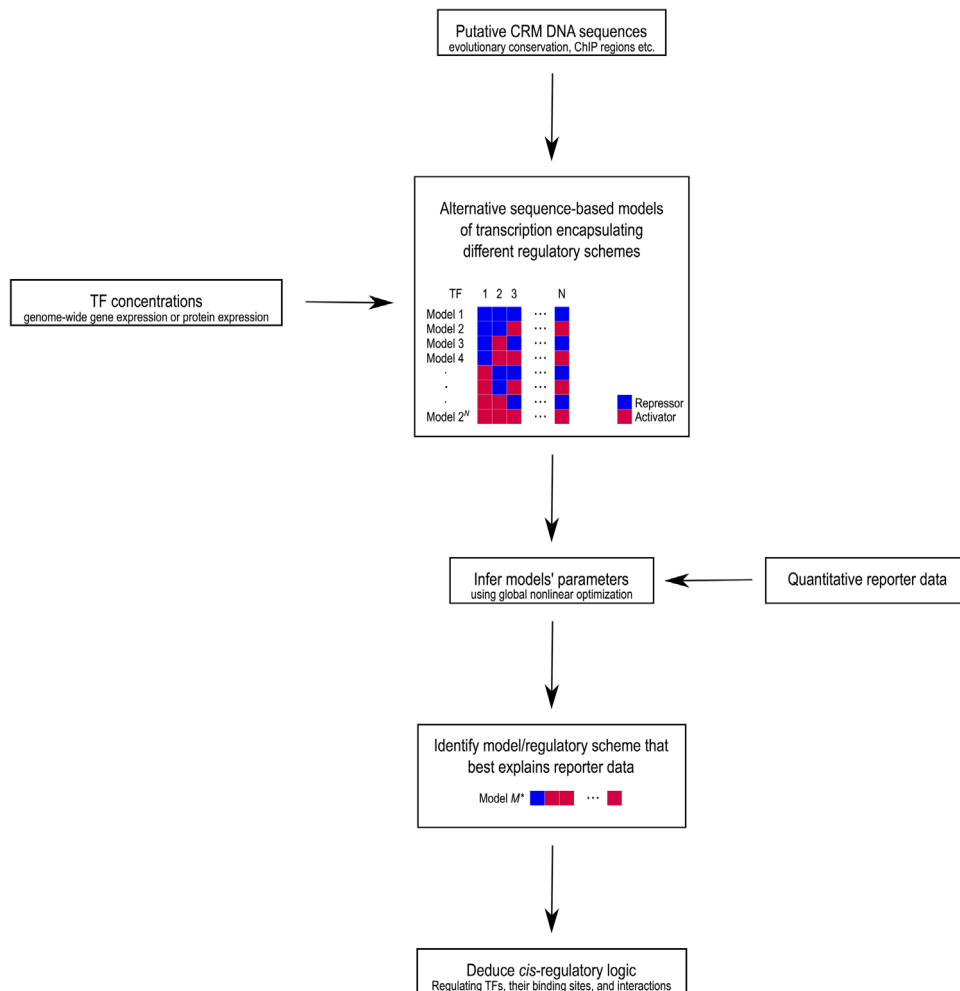 Putative CRM DNA sequences
evolutionary conservation, ChIP regions etc.
Alternative sequence-based models
of transcription encapsulating
different regulatory schemes
TF 1 2 3 N
Model 1 ...
Model 2 ...
Model 3 ...
Model 4 ...
. ...
. ...
. ... Repressor
Model 2^N ... Activator
TF concentrations
genome-wide gene expression or protein expression
Infer models' parameters
using global nonlinear optimization
Quantitative reporter data
Identify model/regulatory scheme that
best explains reporter data
Model M* ...
Deduce cis-regulatory logic
Regulating TFs, their binding sites, and interactions